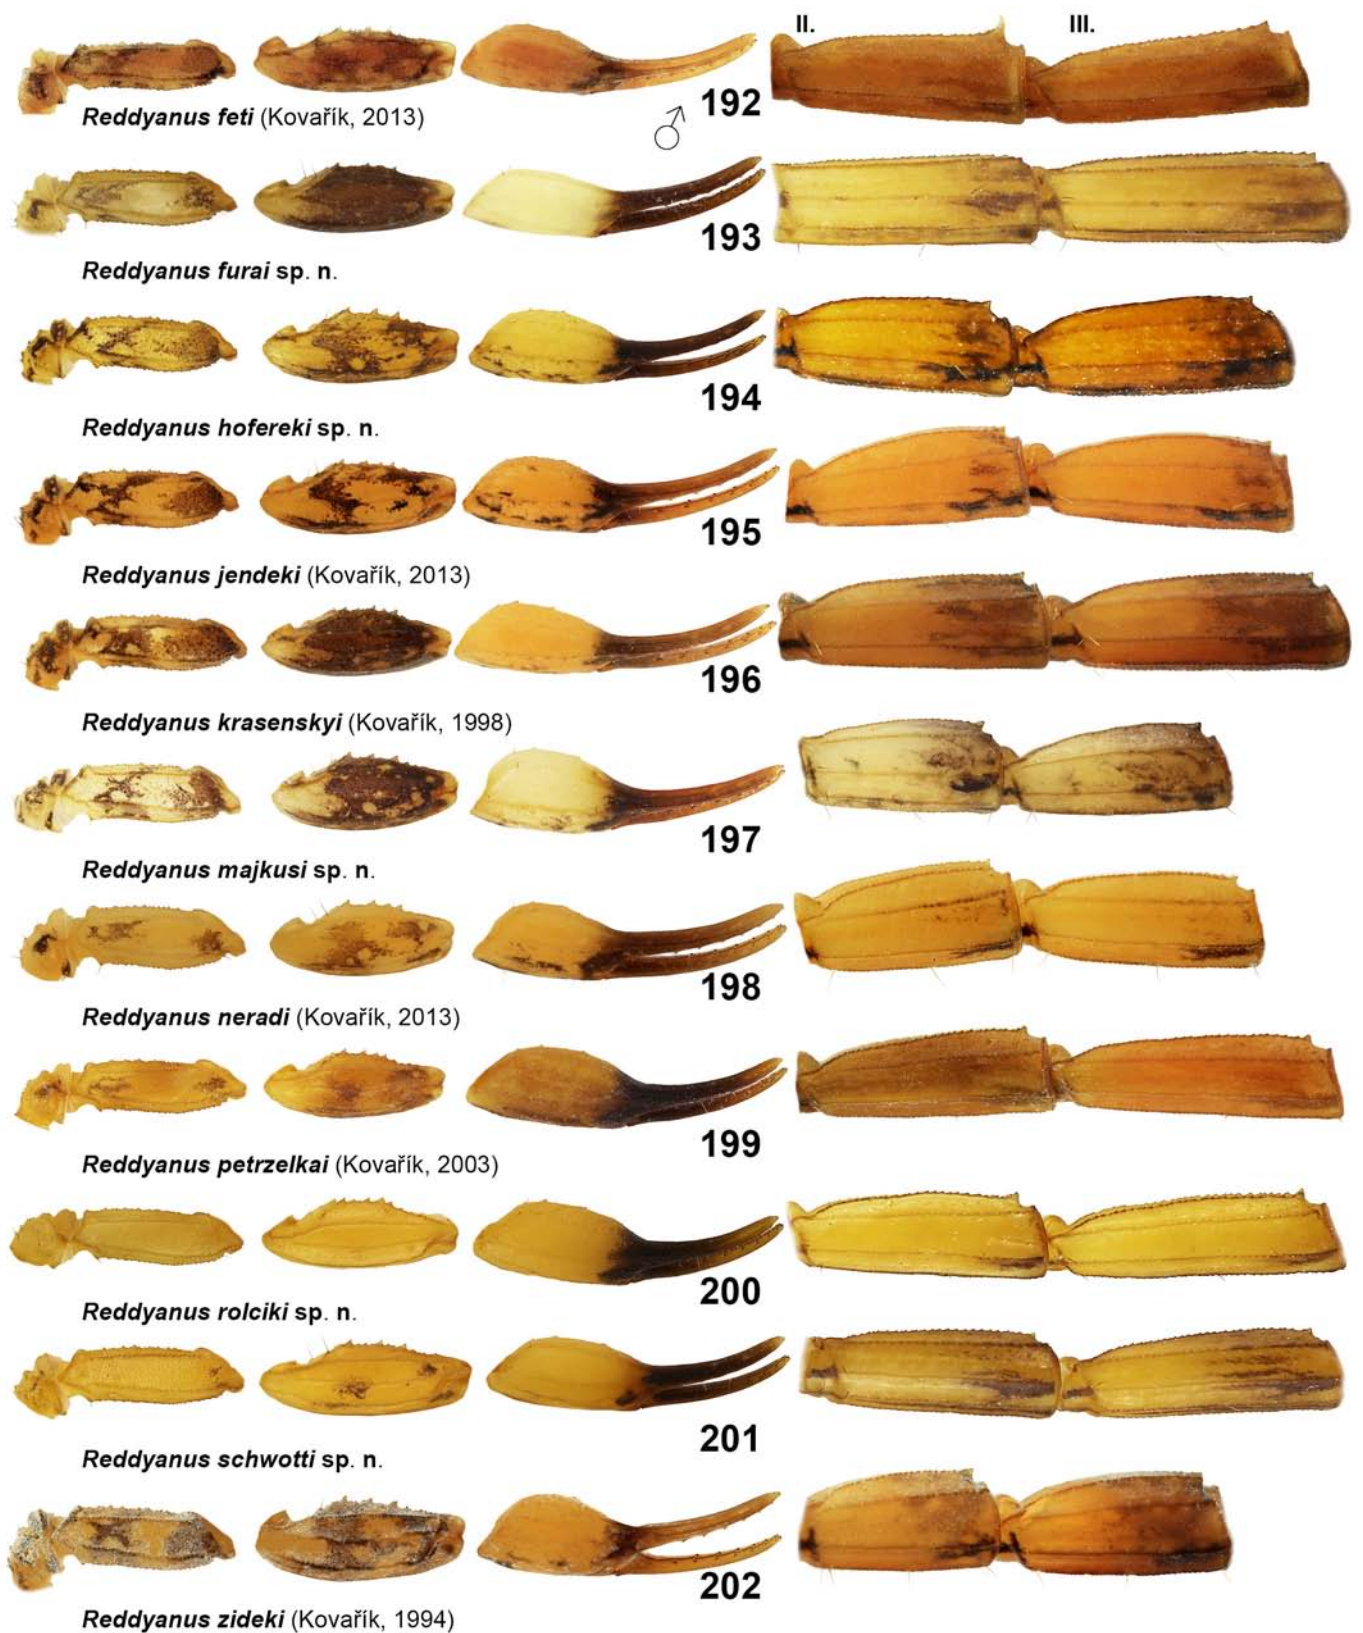 II. III.
192
Reddyanus feti (Kovařík, 2013)
♂
193
Reddyanus furai sp. n.
194
Reddyanus hofereki sp. n.
195
Reddyanus jendeki (Kovařík, 2013)
196
Reddyanus krasenskyi (Kovařík, 1998)
197
Reddyanus majkusi sp. n.
198
Reddyanus neradi (Kovařík, 2013)
199
Reddyanus petrzelkai (Kovařík, 2003)
200
Reddyanus rolciki sp. n.
201
Reddyanus schwotti sp. n.
202
Reddyanus zideki (Kovařík, 1994)